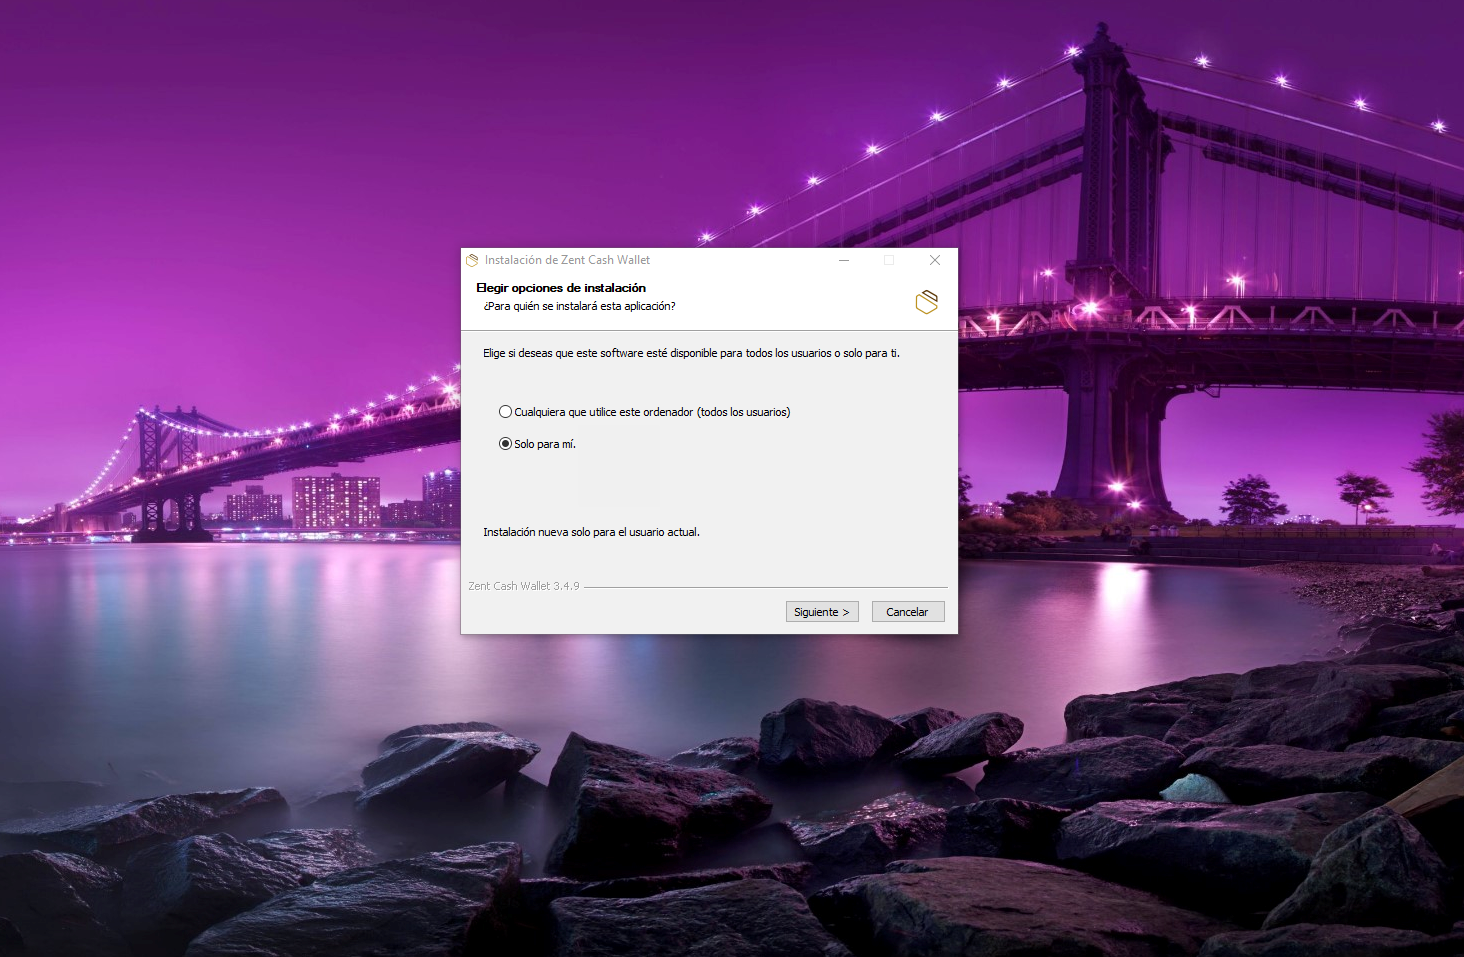 Instalación de Zent Cash Wallet
Elegir opciones de instalación
¿Para quién se instalará esta aplicación?
Elige si deseas que este software esté disponible para todos los usuarios o solo para ti.
Cualquiera que utilice este ordenador (todos los usuarios)
Solo para mí.
Instalación nueva solo para el usuario actual.
Zent Cash Wallet 3.4.9
Siguiente >
Cancelar